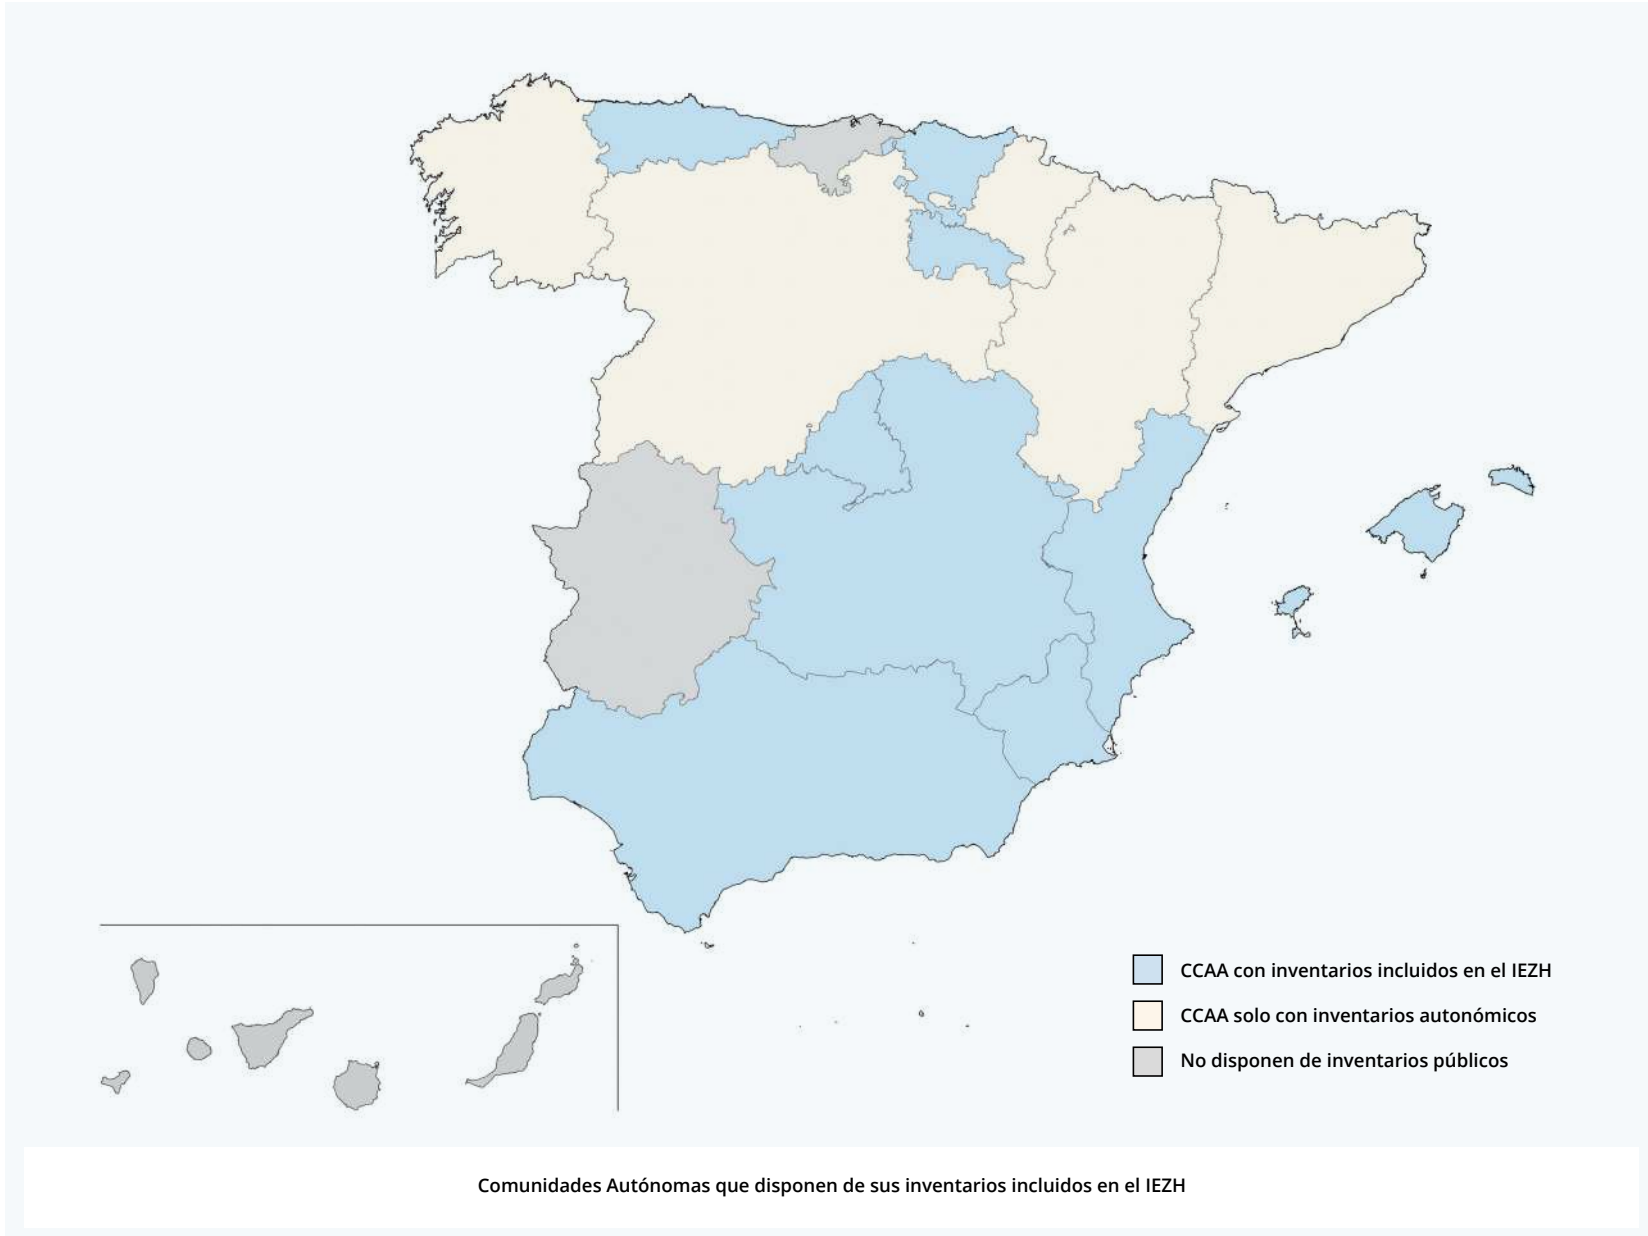 CCAA con inventarios incluidos en el IEZH
CCAA solo con inventarios autonómicos
No disponen de inventarios públicos
Comunidades Autónomas que disponen de sus inventarios incluidos en el IEZH